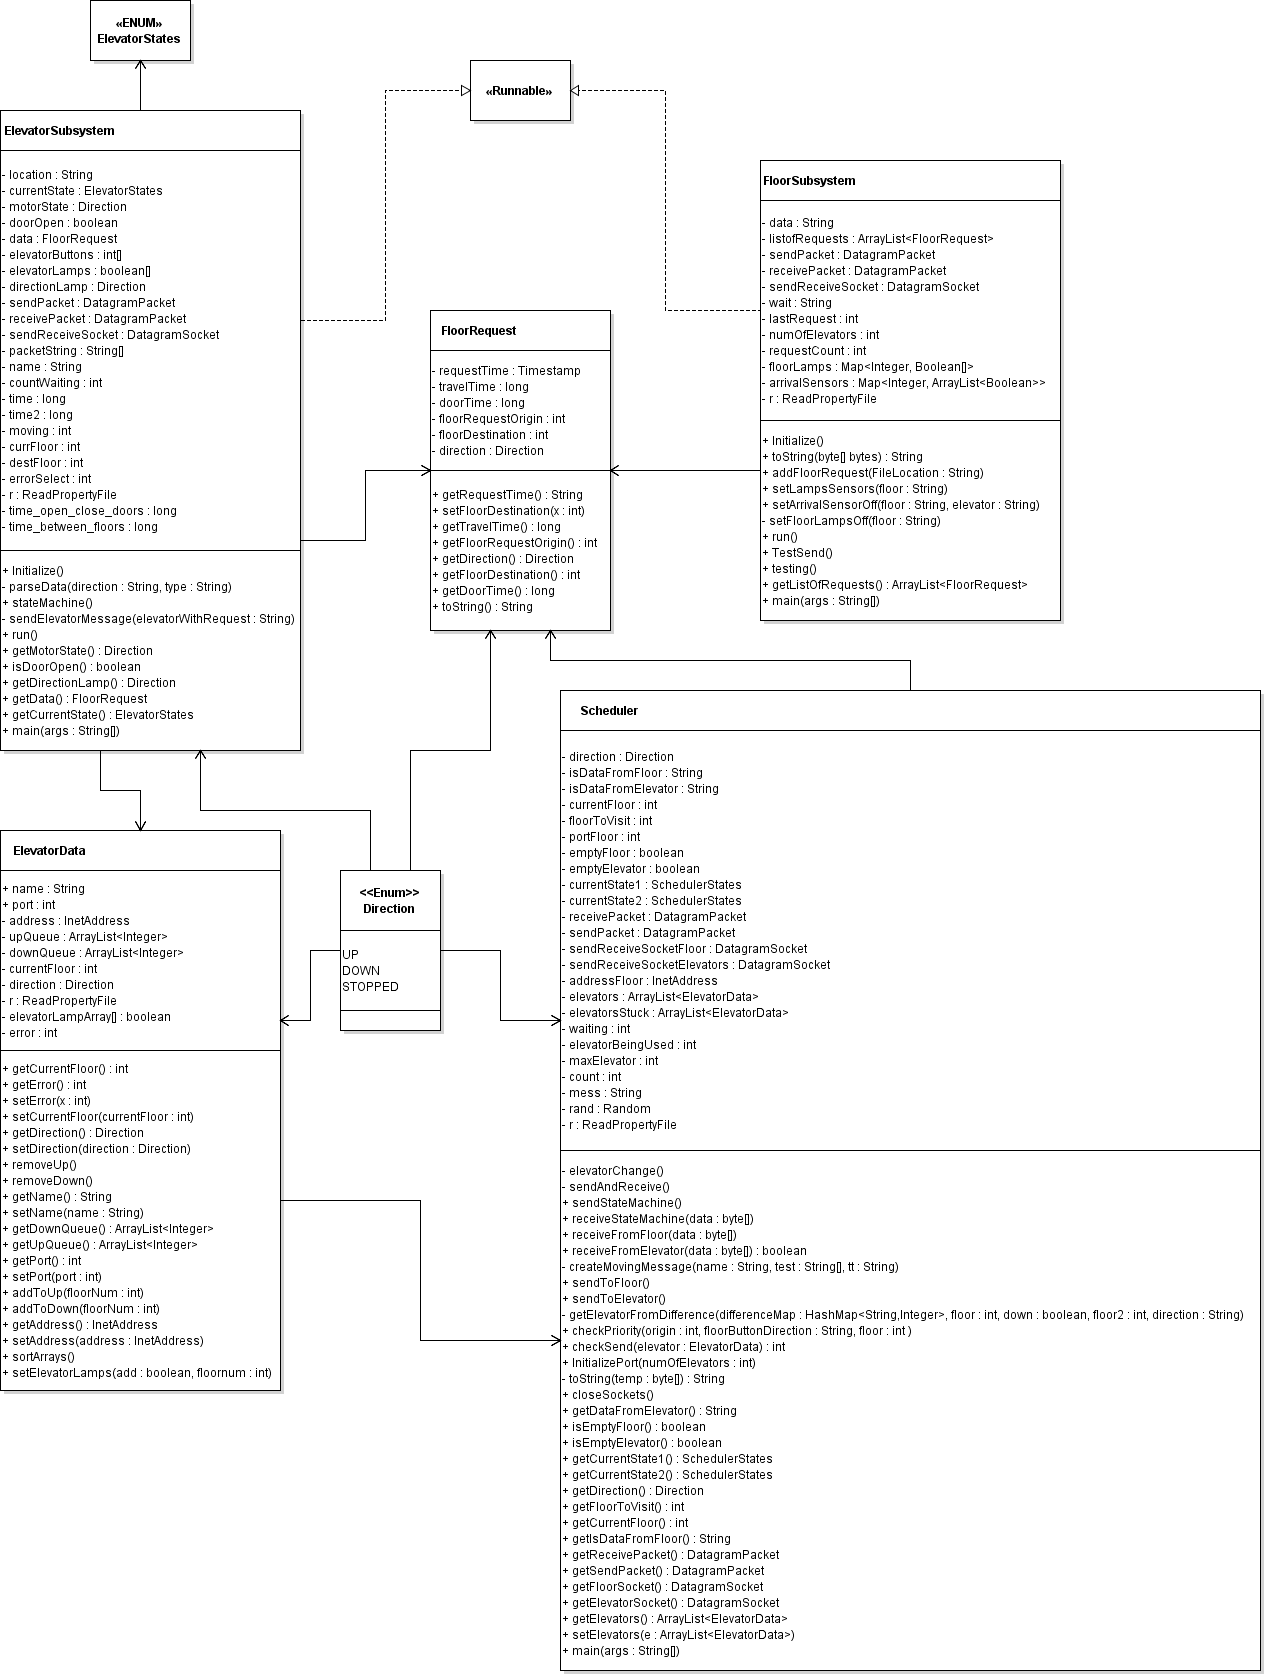 «ENUM»
ElevatorStates
«Runnable»
ElevatorSubsystem
- location : String
- currentState : ElevatorStates
- motorState : Direction
- doorOpen : boolean
- data : FloorRequest
- elevatorButtons : int[]
- elevatorLamps : boolean[]
- directionLamp : Direction
- sendPacket : DatagramPacket
- receivePacket : DatagramPacket
- sendReceiveSocket : DatagramSocket
- packetString : String[]
- name : String
- countWaiting : int
- time : long
- time2 : long
- moving : int
- currFloor : int
- destFloor : int
- errorSelect : int
- r : ReadPropertyFile
- time_open_close_doors : long
- time_between_floors : long
+ Initialize()
- parseData(direction : String, type : String)
+ stateMachine()
- sendElevatorMessage(elevatorWithRequest : String)
+ run()
+ getMotorState() : Direction
+ isDoorOpen() : boolean
+ getDirectionLamp() : Direction
+ getData() : FloorRequest
+ getCurrentState() : ElevatorStates
+ main(args : String[])
FloorSubsystem
- data : String
- listofRequests : ArrayList<FloorRequest>
- sendPacket : DatagramPacket
- receivePacket : DatagramPacket
- sendReceiveSocket : DatagramSocket
- wait : String
- lastRequest : int
- numOfElevators : int
- requestCount : int
- floorLamps : Map<Integer, Boolean[]>
- arrivalSensors : Map<Integer, ArrayList<Boolean>>
- r : ReadPropertyFile
+ Initialize()
+ toString(byte[] bytes) : String
+ addFloorRequest(FileLocation : String)
+ setLampsSensors(floor : String)
+ setArrivalSensorOff(floor : String, elevator : String)
- setFloorLampsOff(floor : String)
+ run()
+ TestSend()
+ testing()
+ getListOfRequests() : ArrayList<FloorRequest>
+ main(args : String[])
FloorRequest
- requestTime : Timestamp
- travelTime : long
- doorTime : long
- floorRequestOrigin : int
- floorDestination : int
- direction : Direction
+ getRequestTime() : String
+ setFloorDestination(x : int)
+ getTravelTime() : long
+ getFloorRequestOrigin() : int
+ getDirection() : Direction
+ getFloorDestination() : int
+ getDoorTime() : long
+ toString() : String
Scheduler
- direction : Direction
- isDataFromFloor : String
- isDataFromElevator : String
- currentFloor : int
- floorToVisit : int
- portFloor : int
- emptyFloor : boolean
- emptyElevator : boolean
- currentState1 : SchedulerStates
- currentState2 : SchedulerStates
- receivePacket : DatagramPacket
- sendPacket : DatagramPacket
- sendReceiveSocketFloor : DatagramSocket
- sendReceiveSocketElevators : DatagramSocket
- addressFloor : InetAddress
- elevators : ArrayList<ElevatorData>
- elevatorsStuck : ArrayList<ElevatorData>
- waiting : int
- elevatorBeingUsed : int
- maxElevator : int
- count : int
- mess : String
- rand : Random
- r : ReadPropertyFile
- elevatorChange()
- sendAndReceive()
+ sendStateMachine()
+ receiveStateMachine(data : byte[])
+ receiveFromFloor(data : byte[])
+ receiveFromElevator(data : byte[]) : boolean
- createMovingMessage(name : String, test : String[], tt : String)
+ sendToFloor()
+ sendToElevator()
- getElevatorFromDifference(differenceMap : HashMap<String,Integer>, floor : int, down : boolean, floor2 : int, direction : String)
+ checkPriority(origin : int, floorButtonDirection : String, floor : int )
+ checkSend(elevator : ElevatorData) : int
+ InitializePort(numOfElevators : int)
- toString(temp : byte[]) : String
+ closeSockets()
+ getDataFromElevator() : String
+ isEmptyFloor() : boolean
+ isEmptyElevator() : boolean
+ getCurrentState1() : SchedulerStates
+ getCurrentState2() : SchedulerStates
+ getDirection() : Direction
+ getFloorToVisit() : int
+ getCurrentFloor() : int
+ getIsDataFromFloor() : String
+ getReceivePacket() : DatagramPacket
+ getSendPacket() : DatagramPacket
+ getFloorSocket() : DatagramSocket
+ getElevatorSocket() : DatagramSocket
+ getElevators() : ArrayList<ElevatorData>
+ setElevators(e : ArrayList<ElevatorData>)
+ main(args : String[])
ElevatorData
+ name : String
+ port : int
- address : InetAddress
- upQueue : ArrayList<Integer>
- downQueue : ArrayList<Integer>
- currentFloor : int
- direction : Direction
- r : ReadPropertyFile
- elevatorLampArray[] : boolean
- error : int
+ getCurrentFloor() : int
+ getError() : int
+ setError(x : int)
+ setCurrentFloor(currentFloor : int)
+ getDirection() : Direction
+ setDirection(direction : Direction)
+ removeUp()
+ removeDown()
+ getName() : String
+ setName(name : String)
+ getDownQueue() : ArrayList<Integer>
+ getUpQueue() : ArrayList<Integer>
+ getPort() : int
+ setPort(port : int)
+ addToUp(floorNum : int)
+ addToDown(floorNum : int)
+ getAddress() : InetAddress
+ setAddress(address : InetAddress)
+ sortArrays()
+ setElevatorLamps(add : boolean, floornum : int)
<<Enum>>
Direction
UP
DOWN
STOPPED